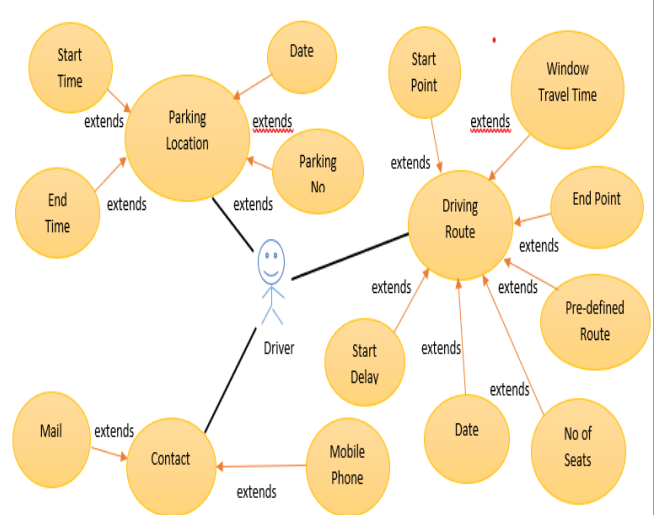 Start
Time
Date
Parking
Location
extends
extends
Parking
No
End
Time
extends
extends
Start
Point
Window
Travel Time
extends
extends
Driving
Route
End Point
extends
extends
Pre-defined
Route
extends
Driver
Start
Delay
extends
extends
Date
No of
Seats
Mail
extends
Contact
Mobile
Phone
extends